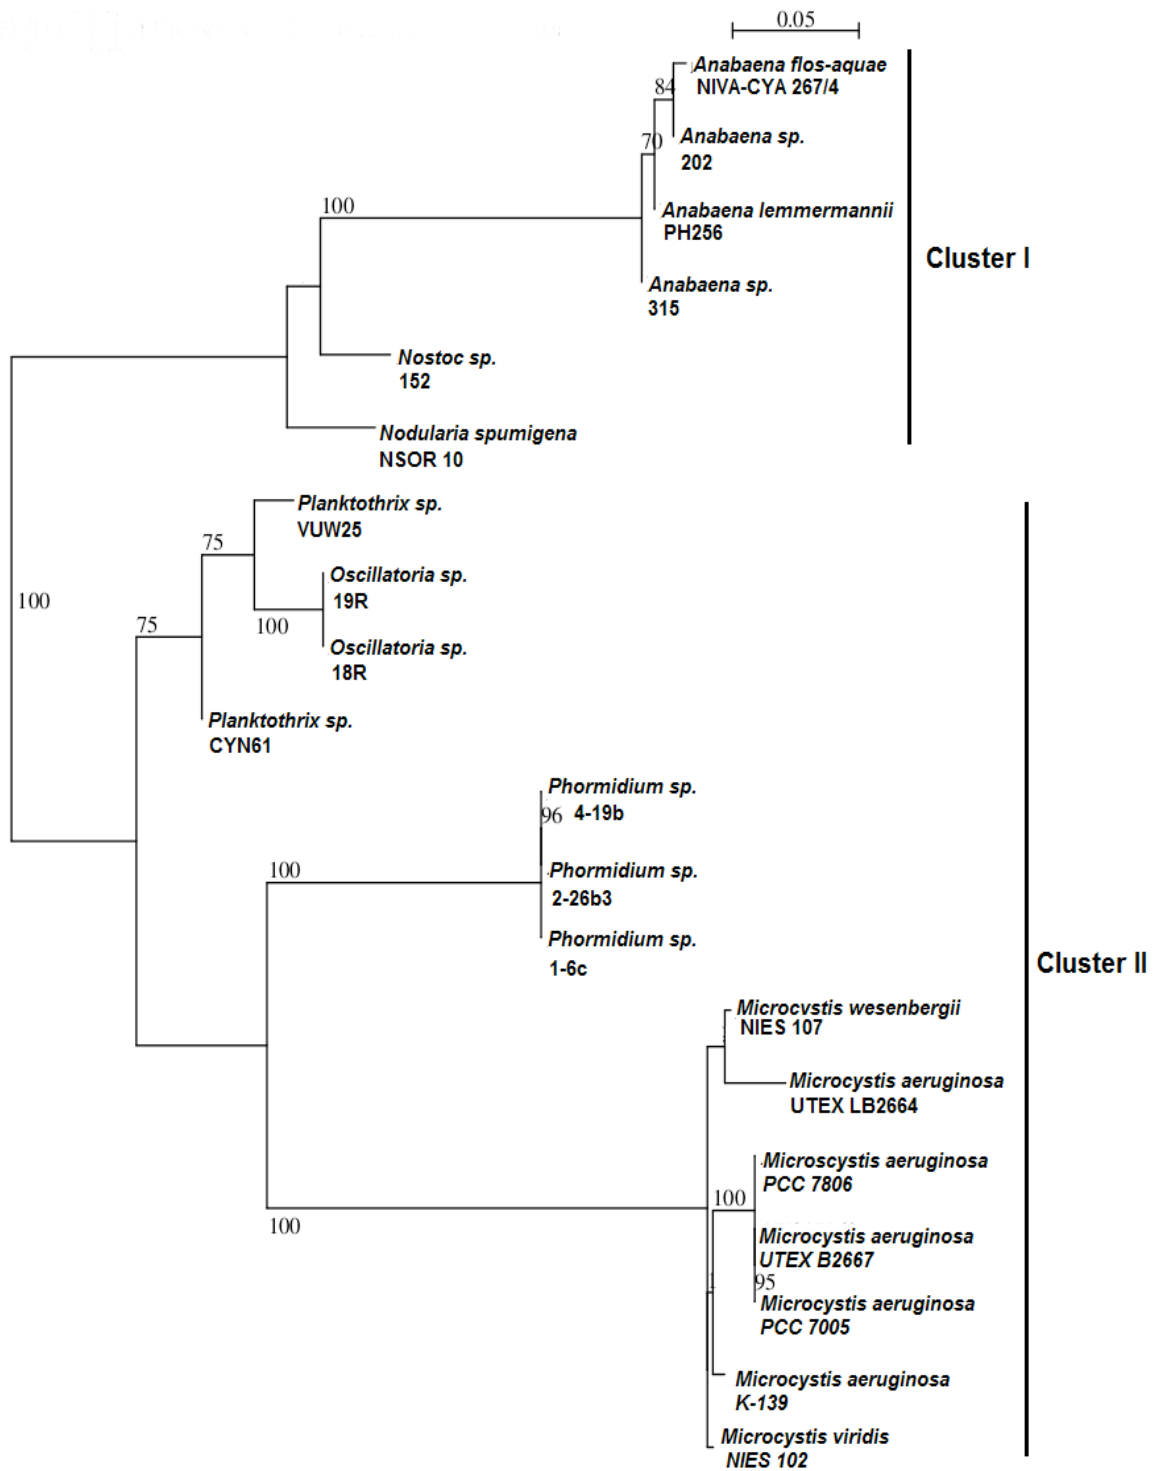 0.05
Anabaena flos-aquae
NIVA-CYA 267/4
84
Anabaena sp.
202
70
Anabaena lemmermannii
PH256
100
Cluster I
Anabaena sp.
315
Nostoc sp.
152
Nodularia spumigena
NSOR 10
Planktothrix sp.
VUW25
75
Oscillatoria sp.
19R
100
100
75
Oscillatoria sp.
18R
Planktothrix sp.
CYN61
Phormidium sp.
96 4-19b
100
Phormidium sp.
2-26b3
Phormidium sp.
1-6c
Cluster II
Microcvstis wesenbergii
NIES 107
Microcystis aeruginosa
UTEX LB2664
Microscystis aeruginosa
PCC 7806
100
100
Microcystis aeruginosa
UTEX B2667
95
Microcystis aeruginosa
PCC 7005
Microcystis aeruginosa
K-139
Microcystis viridis
NIES 102